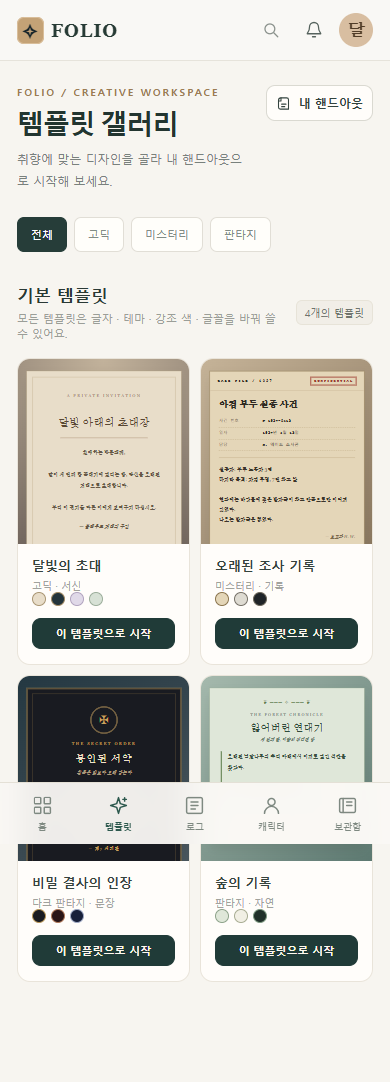 FOLIO
달
FOLIO / CREATIVE WORKSPACE
템플릿 갤러리
내 핸드아웃
취향에 맞는 디자인을 골라 내 핸드아웃으
로 시작해 보세요.
전체
고딕
미스터리
판타지
기본 템플릿
모든 템플릿은 글자 · 테마 · 강조 색 · 글꼴을 바꿔 쓸
수 있어요.
4개의 템플릿
A PRIVATE INVITATION
달빛 아래의 초대장
달빛의 초대
고딕 · 서신
이 템플릿으로 시작
아침 부두 실종 사건
오래된 조사 기록
미스터리 · 기록
이 템플릿으로 시작
THE SECRET ORDER
봉인된 서약
비밀 결사의 인장
다크 판타지 · 문장
이 템플릿으로 시작
THE FOREST CHRONICLE
잃어버린 연대기
숲의 기록
판타지 · 자연
이 템플릿으로 시작
홈
템플릿
로그
캐릭터
보관함